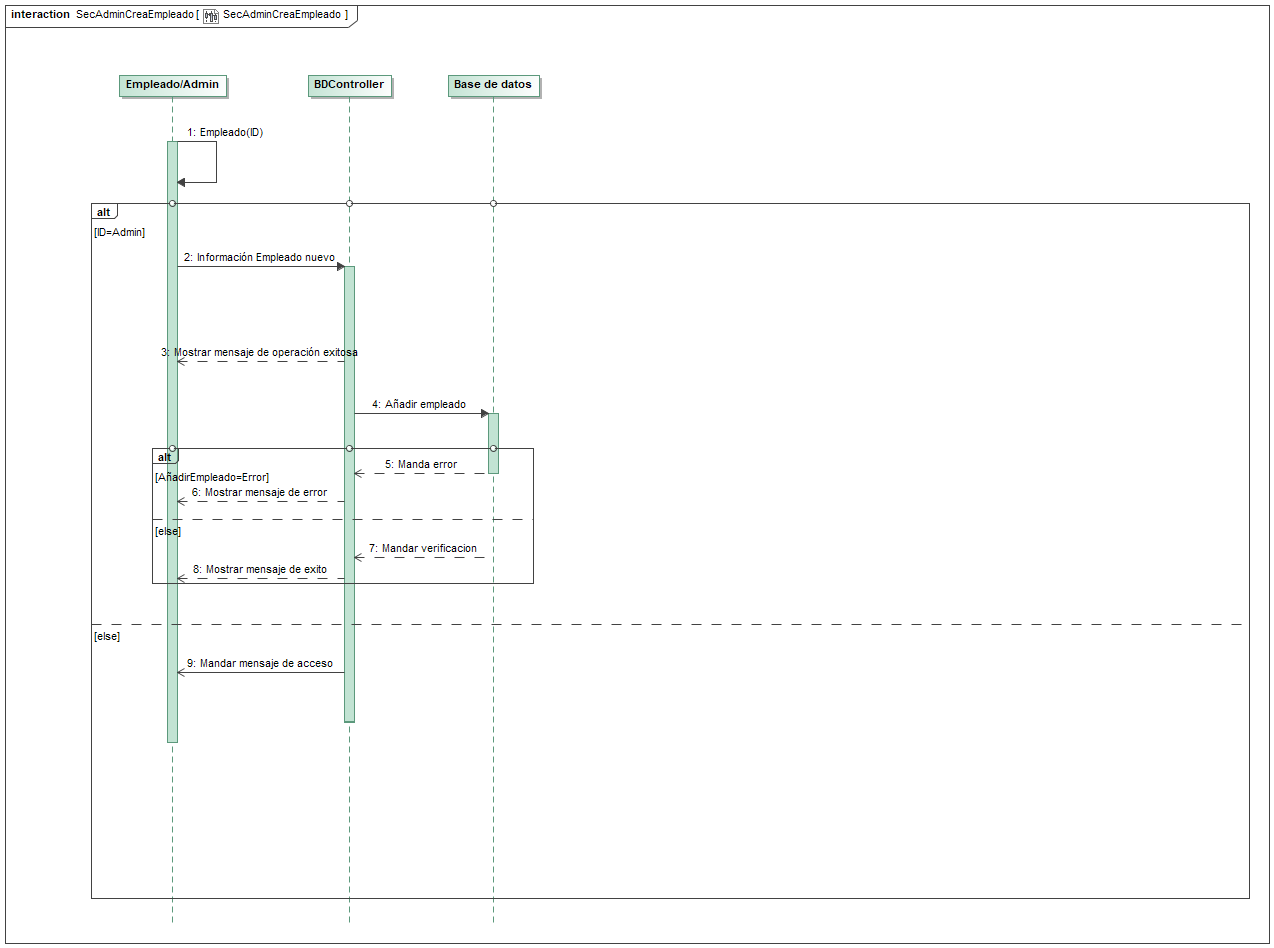 interaction SecAdminCreaEmpleado [ SecAdminCreaEmpleado ]
Empleado/Admin
BDController
Base de datos
1: Empleado(ID)
alt
[ID=Admin]
2: Información Empleado nuevo
3: Mostrar mensaje de operación exitosa
4: Añadir empleado
alt
5: Manda error
[AñadirEmpleado=Error]
6: Mostrar mensaje de error
[else]
7: Mandar verificacion
8: Mostrar mensaje de exito
[else]
9: Mandar mensaje de acceso